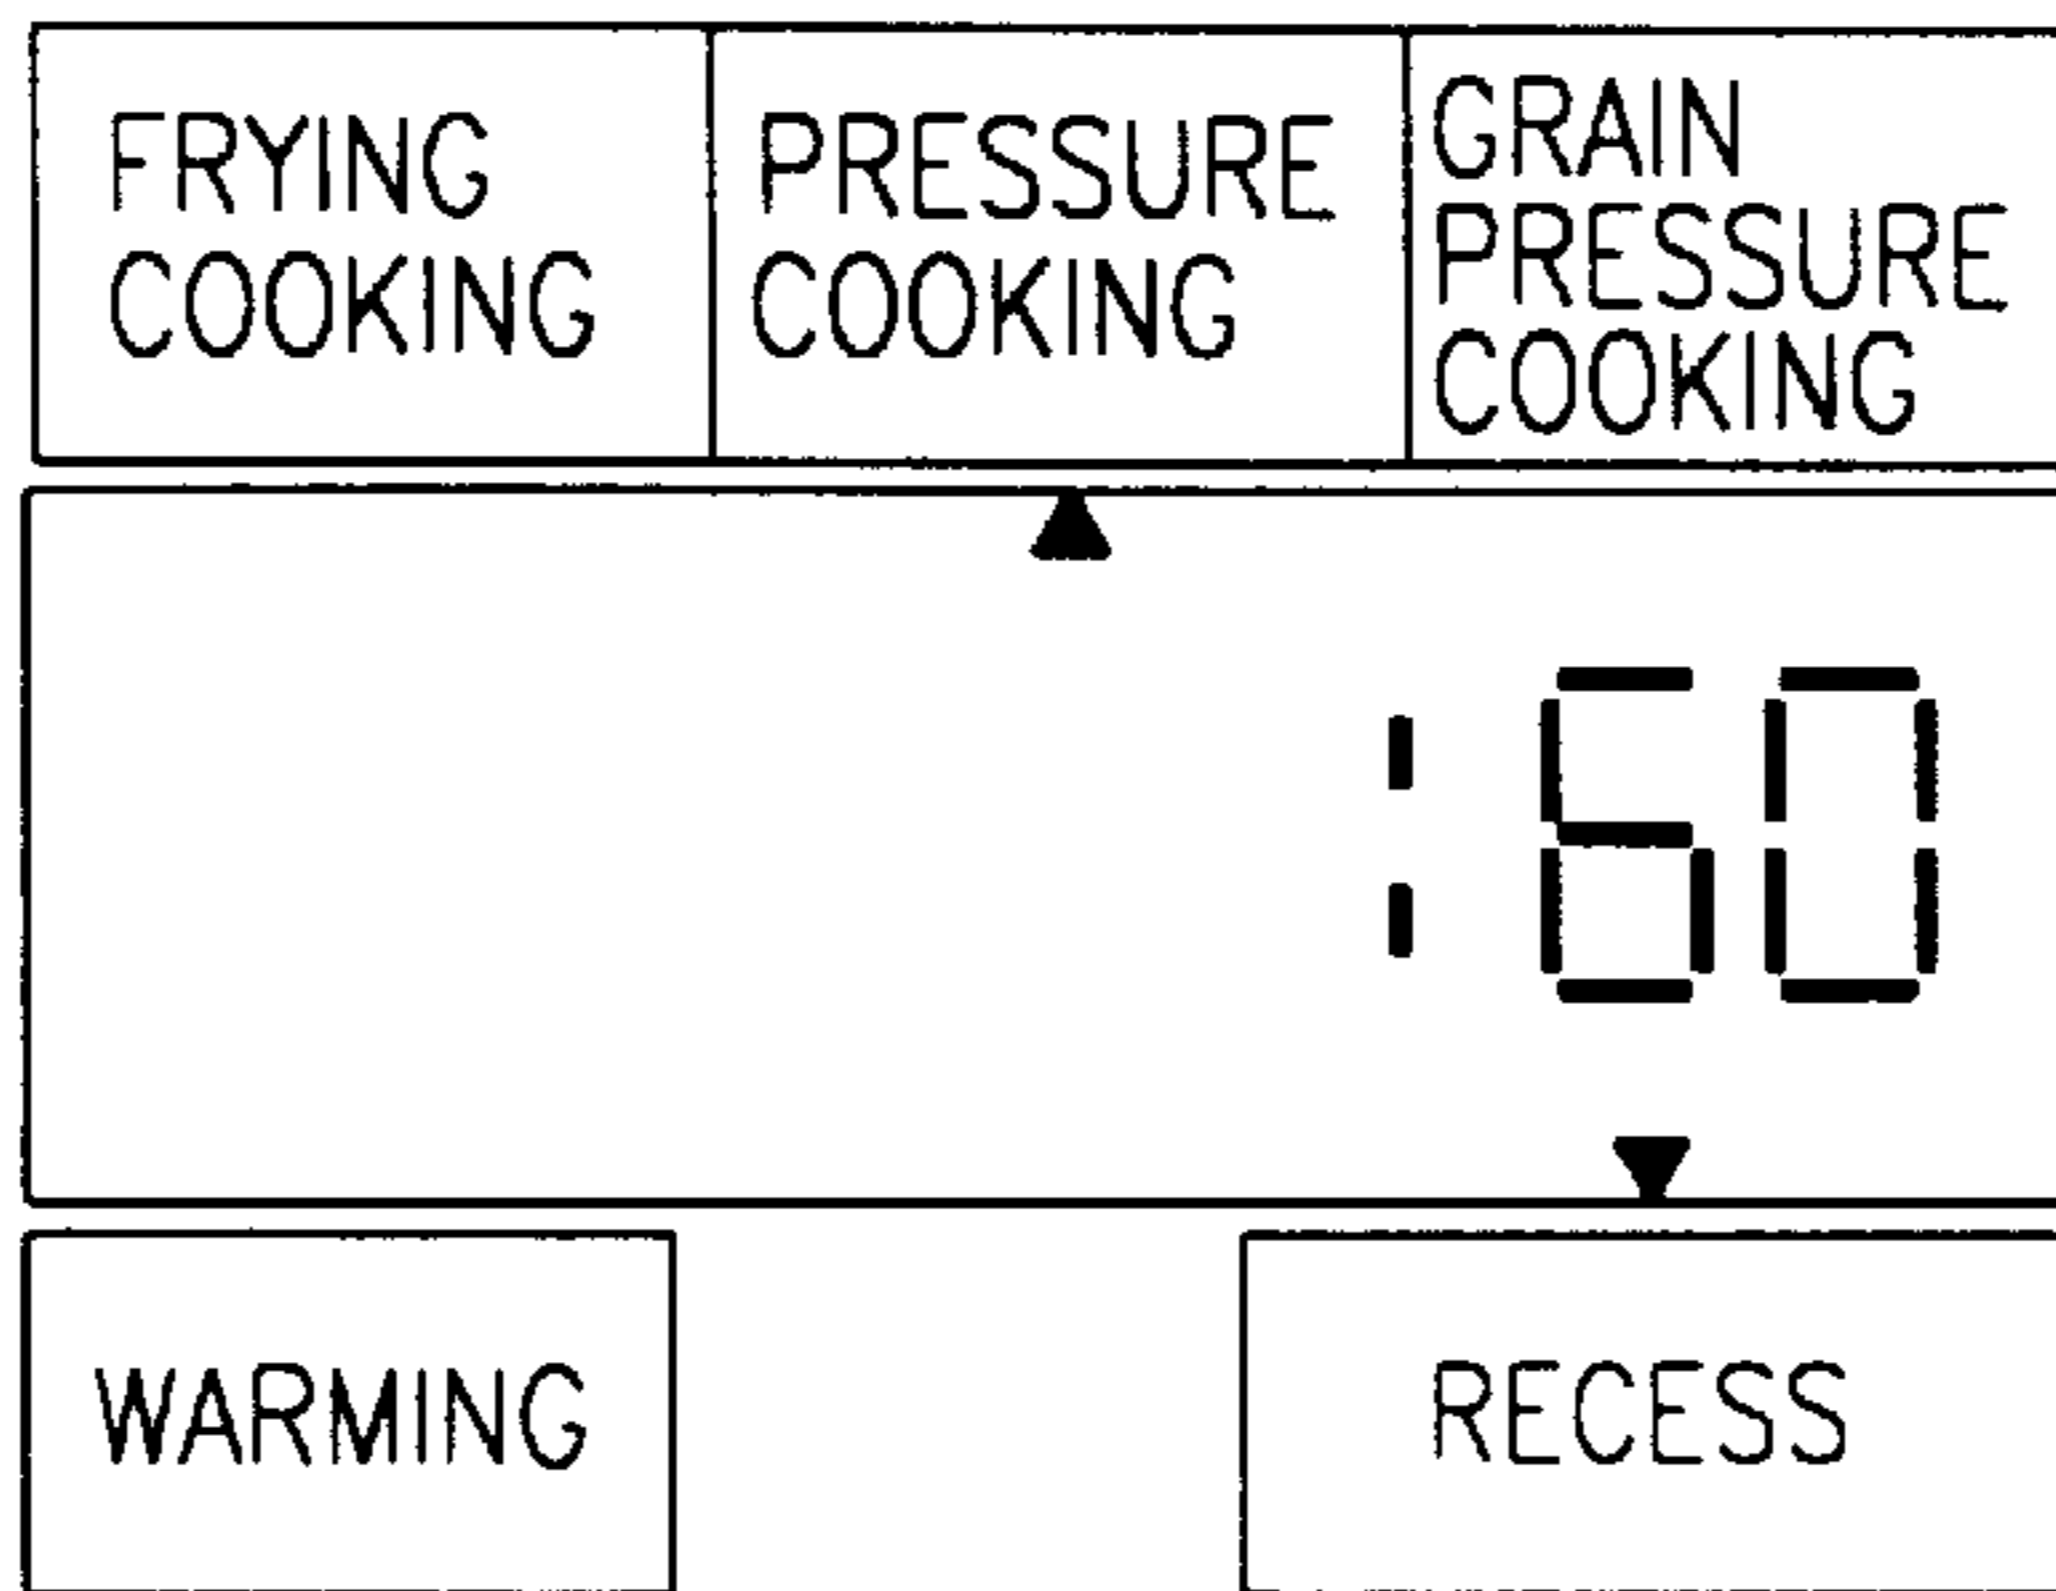 FRYING
COOKING
PRESSURE
COOKING
GRAIN
PRESSURE
COOKING
:60
WARMING
RECESS